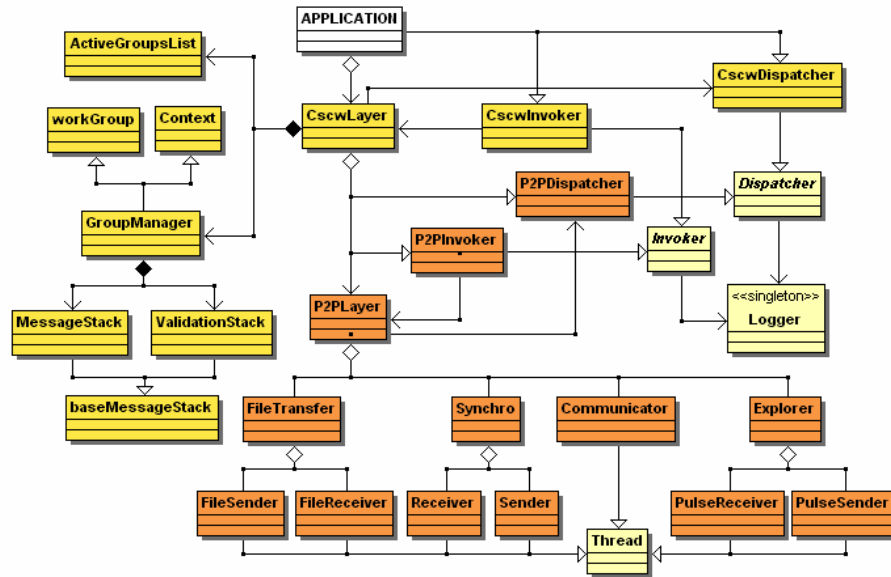 APPLICATION
ActiveGroupsList
CscwDispatcher
workGroup
Context
CscwLayer
CscwInvoker
P2PDispatcher
Dispatcher
GroupManager
P2PInvoker
Invoker
P2PLayer
<<singleton>>
Logger
MessageStack
ValidationStack
baseMessageStack
FileTransfer
Synchro
Communicator
Explorer
FileSender
FileReceiver
Receiver
Sender
PulseReceiver
PulseSender
Thread